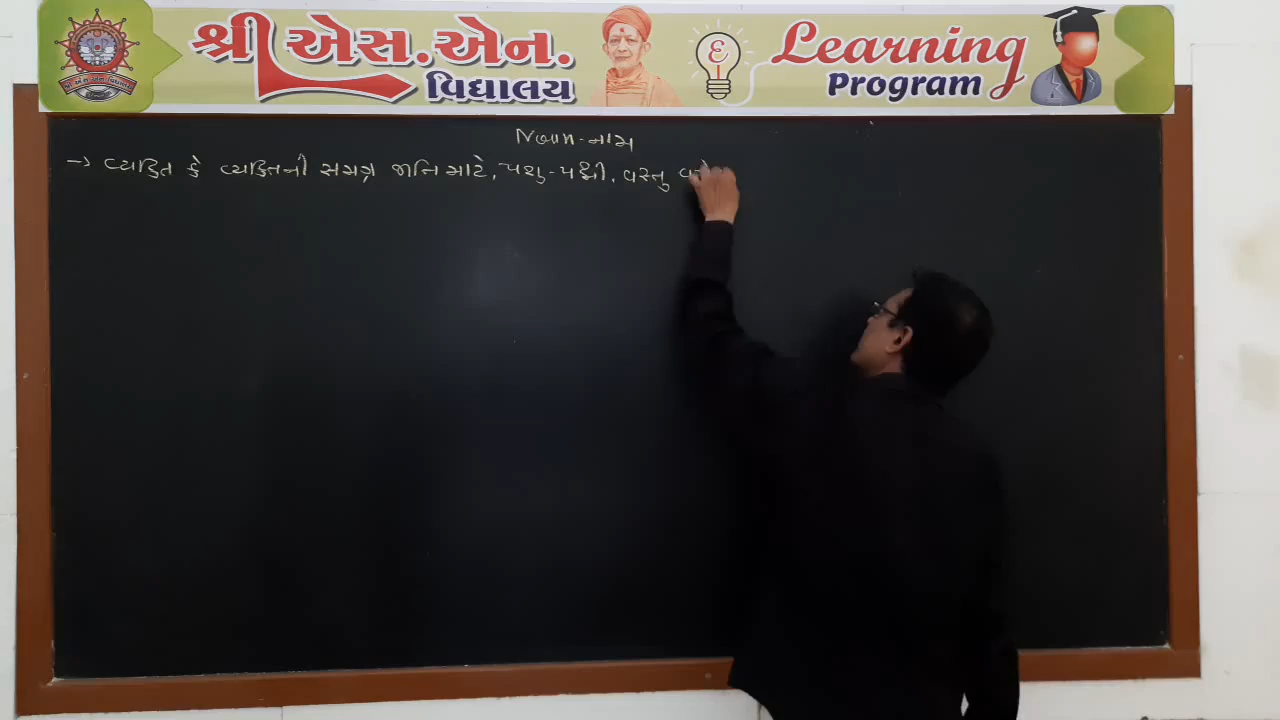 શ્રી એસ.એન.
વિદ્યાલય
ε Learning
Program
Noun-નામ
→ વ્યક્તિ કે વ્યક્તિની સમગ્ર જાતિ માટે, પશુ-પક્ષી, વસ્તુ